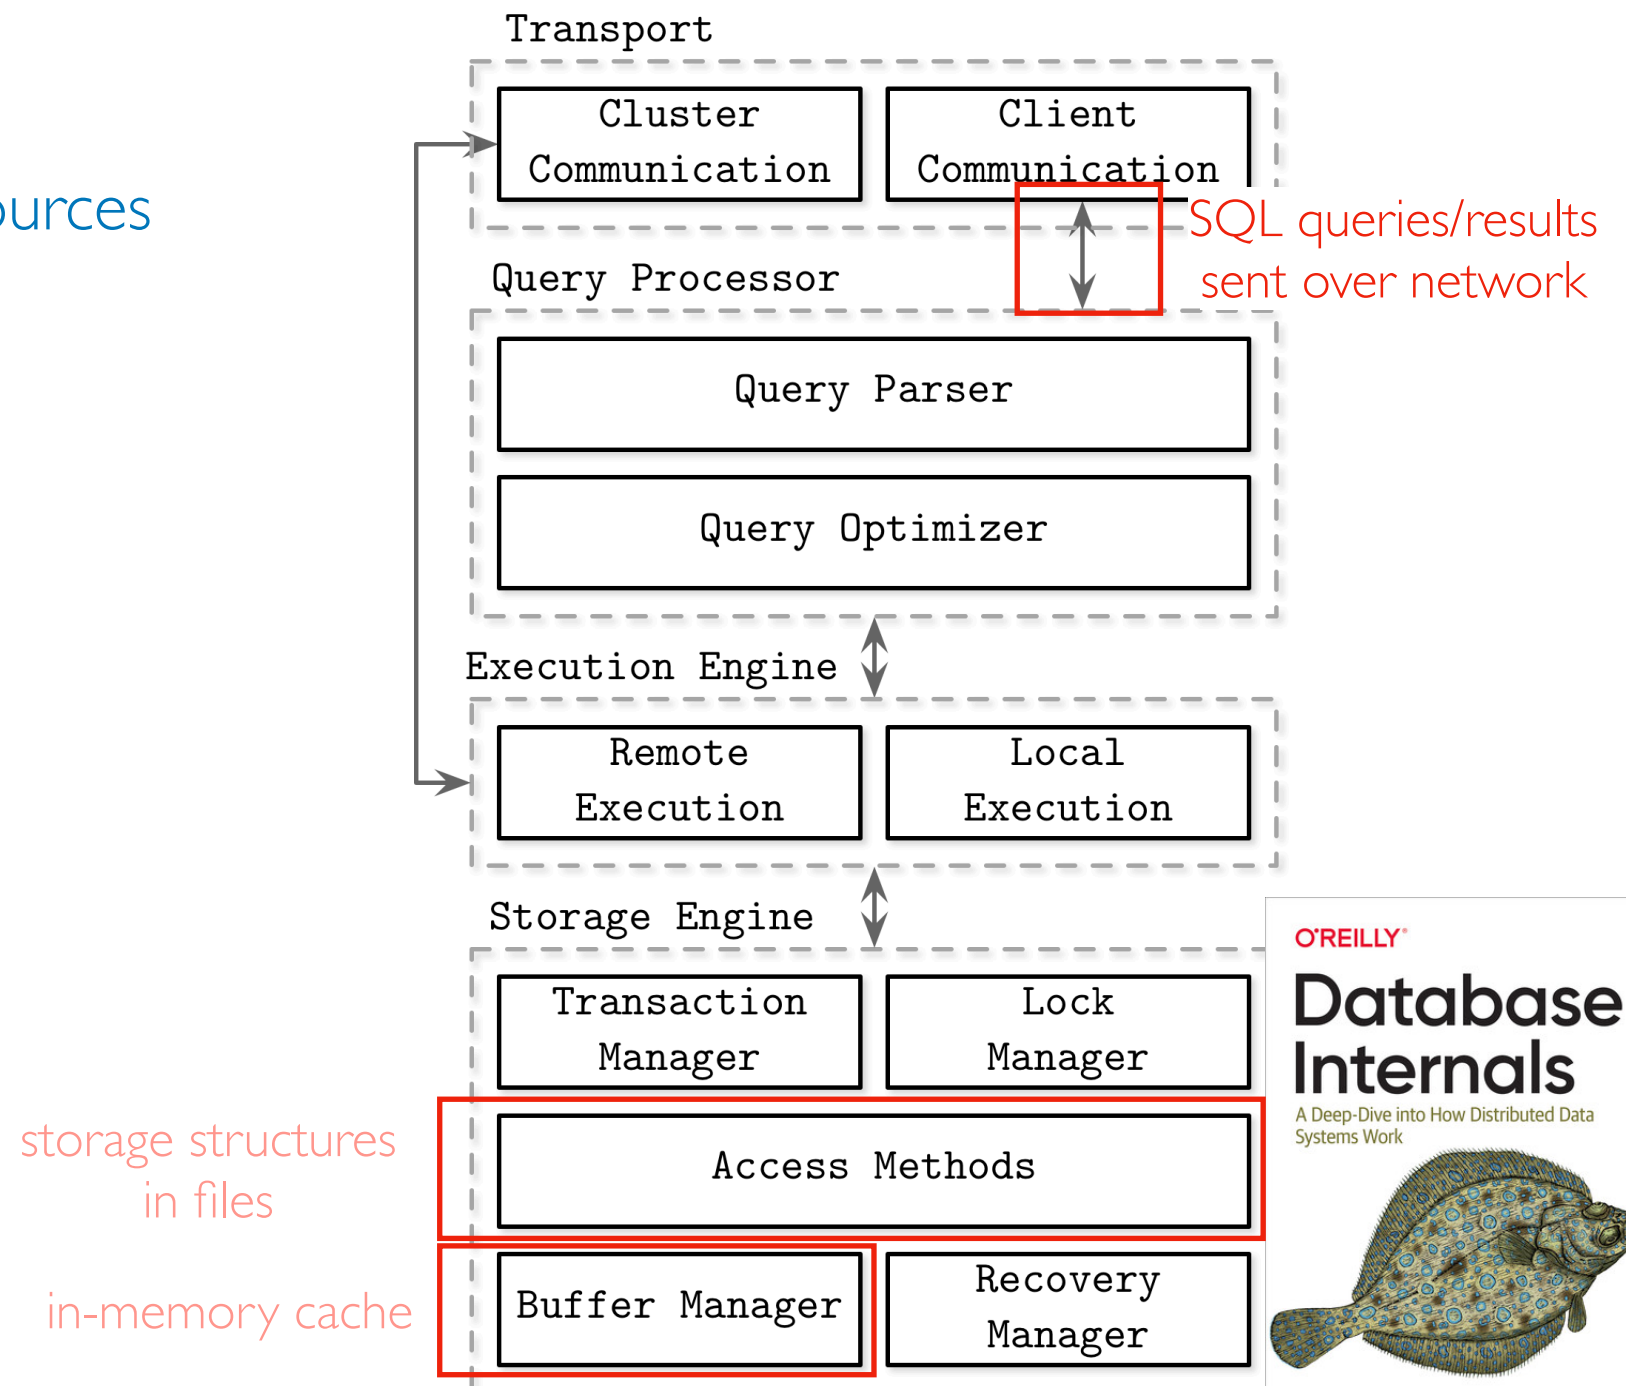 Transport
Cluster
Communication
Client
Communication
SQL queries/results
sent over network
Query Processor
Query Parser
Query Optimizer
Execution Engine
Remote
Execution
Local
Execution
Storage Engine
Transaction
Manager
Lock
Manager
storage structures
in files
Access Methods
in-memory cache
Buffer Manager
Recovery
Manager
O'REILLY®
Database
Internals
A Deep-Dive into How Distributed Data
Systems Work